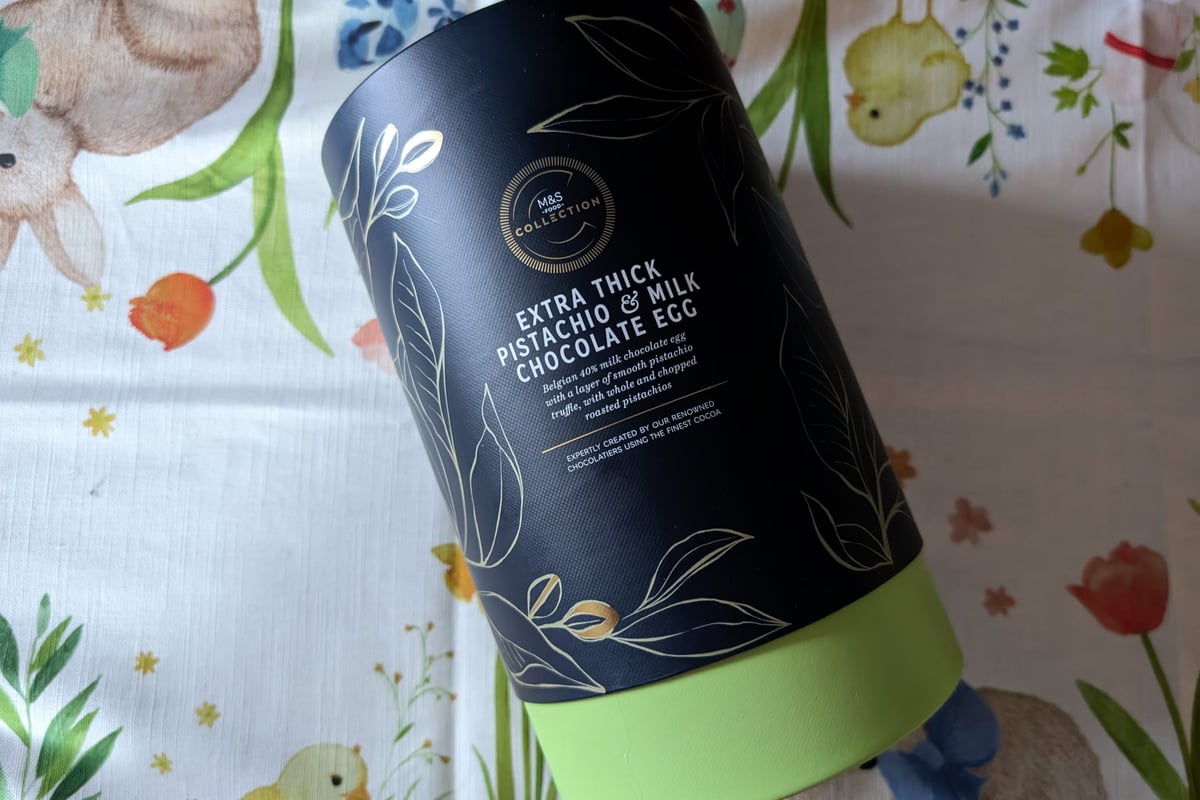 M&S
-FOOD-
COLLECTION
EXTRA THICK
PISTACHIO & MILK
CHOCOLATE EGG
Belgian 40% milk chocolate egg
with a layer of smooth pistachio
truffle, with whole and chopped
roasted pistachios
EXPERTLY CREATED BY OUR RENOWNED
CHOCOLATIERS USING THE FINEST COCOA